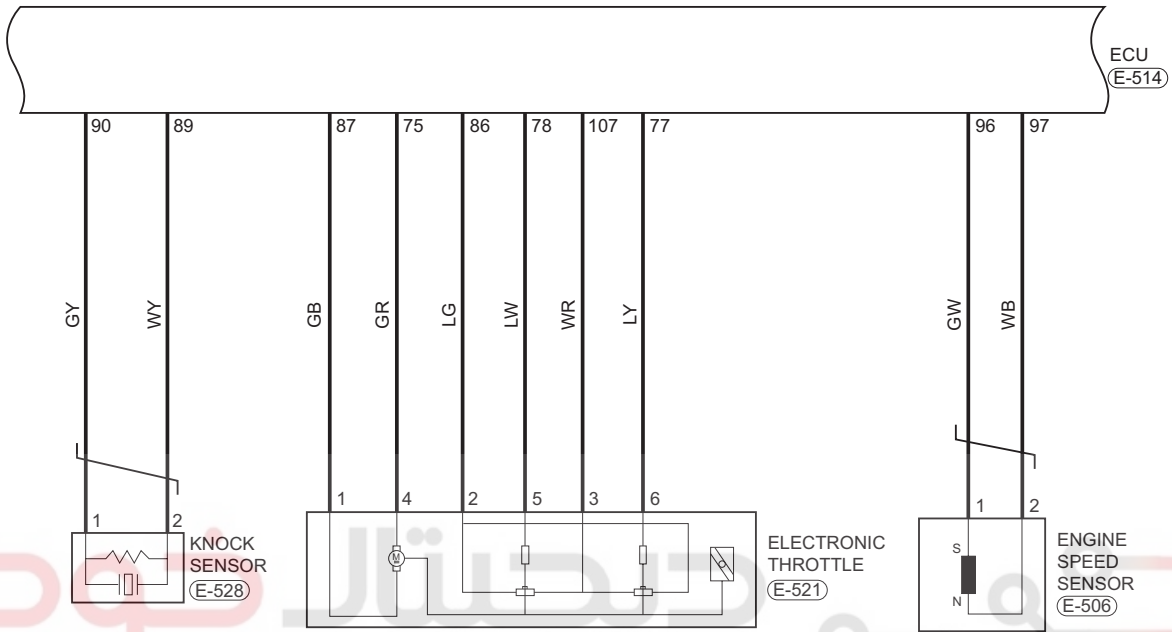 ECU
E-514
90 89 87 75 86 78 107 77 96 97
GY WY GB GR LG LW WR LY GW WB
1 2 1 4 2 5 3 6 1 2
KNOCK
SENSOR
E-528
M
ELECTRONIC
THROTTLE
E-521
S
N
ENGINE
SPEED
SENSOR
E-506